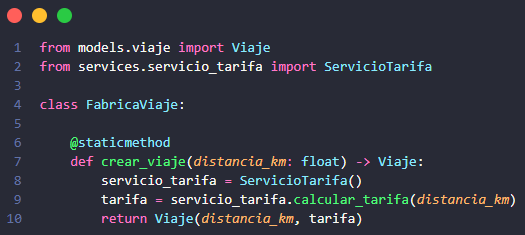 1 from models.viaje import Viaje
2 from services.servicio_tarifa import ServicioTarifa
3
4 class FabricaViaje:
5
6     @staticmethod
7     def crear_viaje(distancia_km: float) -> Viaje:
8         servicio_tarifa = ServicioTarifa()
9         tarifa = servicio_tarifa.calcular_tarifa(distancia_km)
10         return Viaje(distancia_km, tarifa)